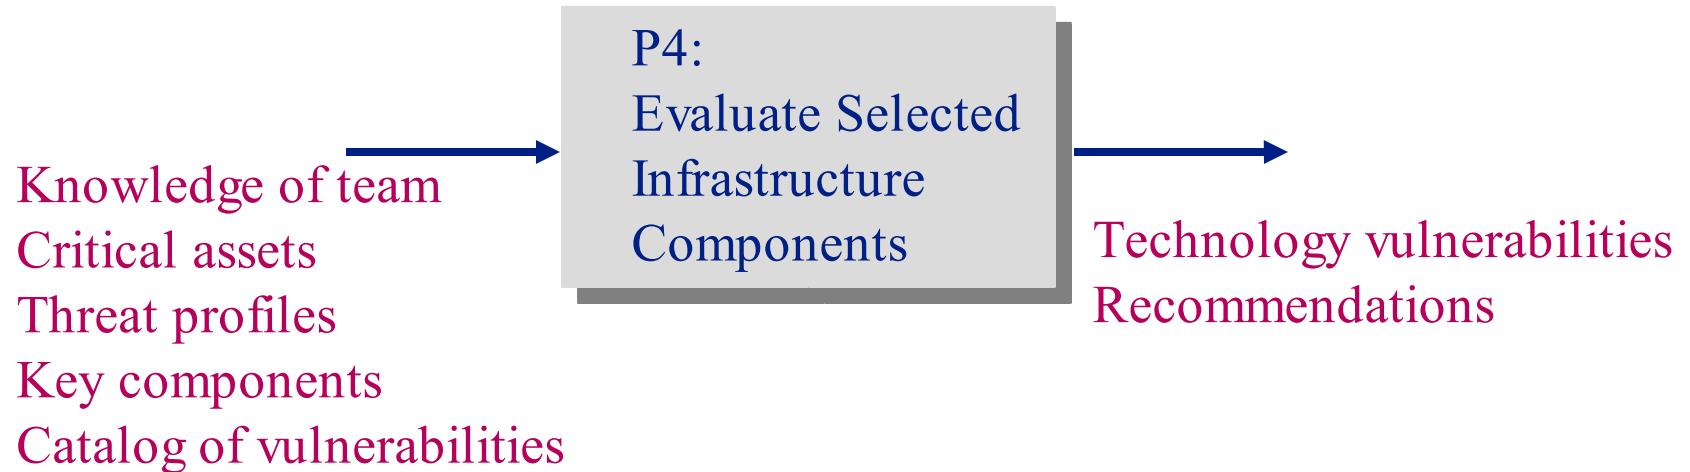 P4:
Evaluate Selected
Infrastructure
Components
Knowledge of team
Critical assets
Threat profiles
Key components
Catalog of vulnerabilities
Technology vulnerabilities
Recommendations